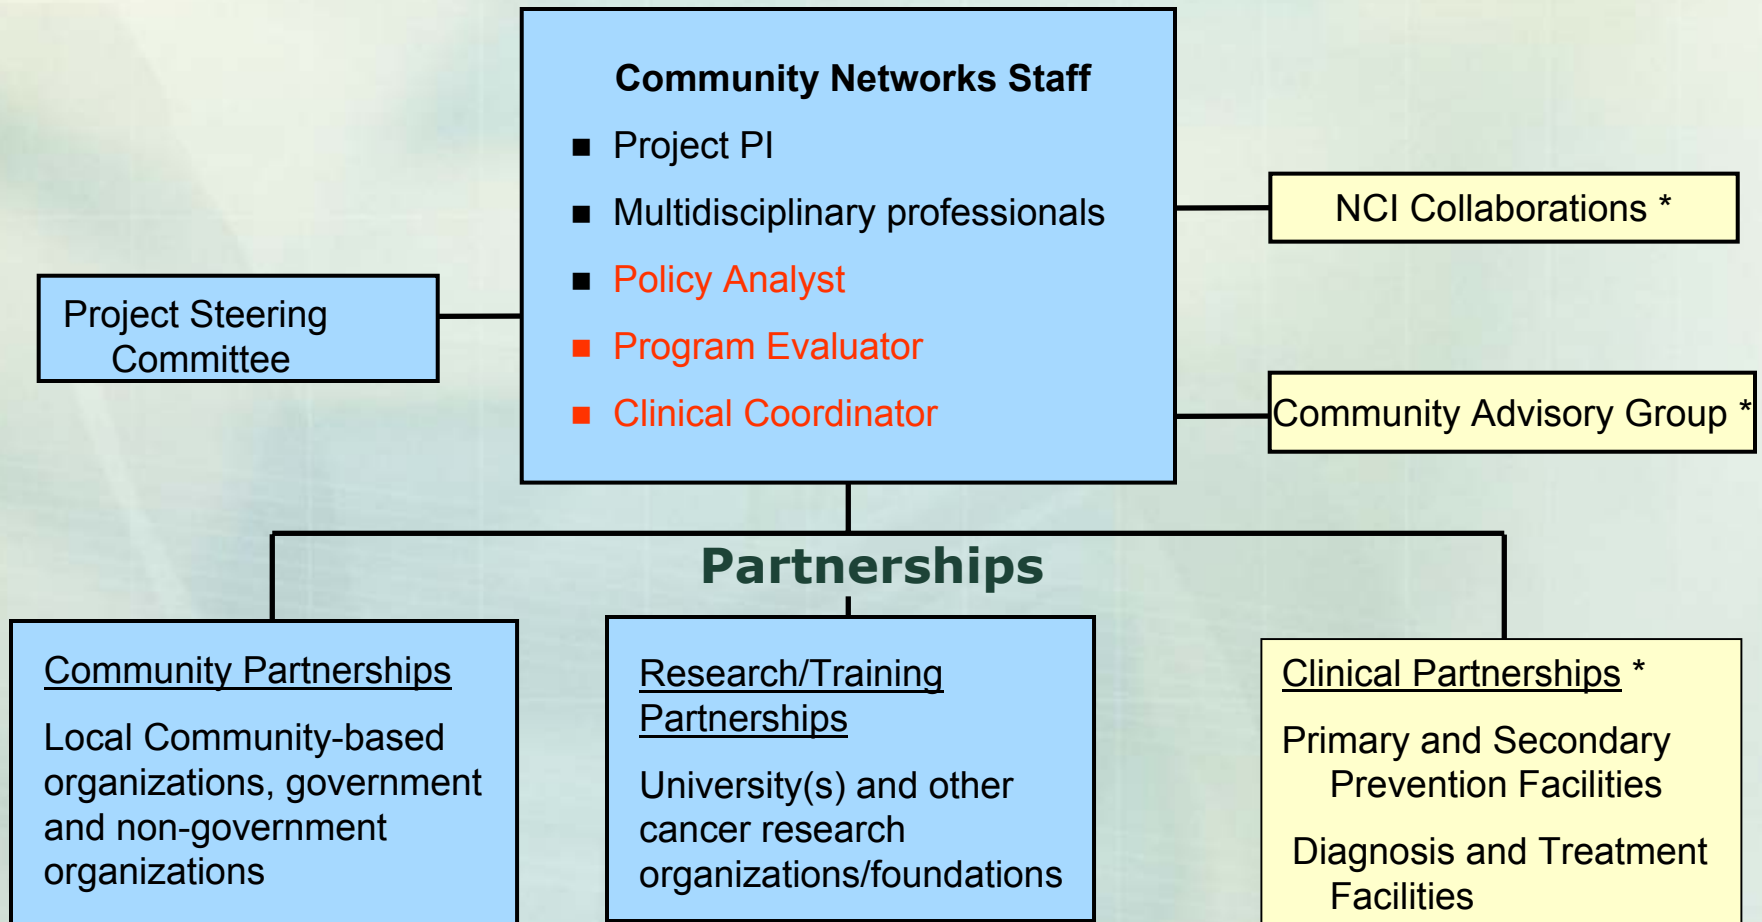 Community Networks Staff
■ Project PI
■ Multidisciplinary professionals
■ Policy Analyst
■ Program Evaluator
■ Clinical Coordinator
Project Steering
Committee
NCI Collaborations *
Community Advisory Group *
Partnerships
Community Partnerships
Local Community-based
organizations, government
and non-government
organizations
Research/Training
Partnerships
University(s) and other
cancer research
organizations/foundations
Clinical Partnerships *
Primary and Secondary
Prevention Facilities
Diagnosis and Treatment
Facilities